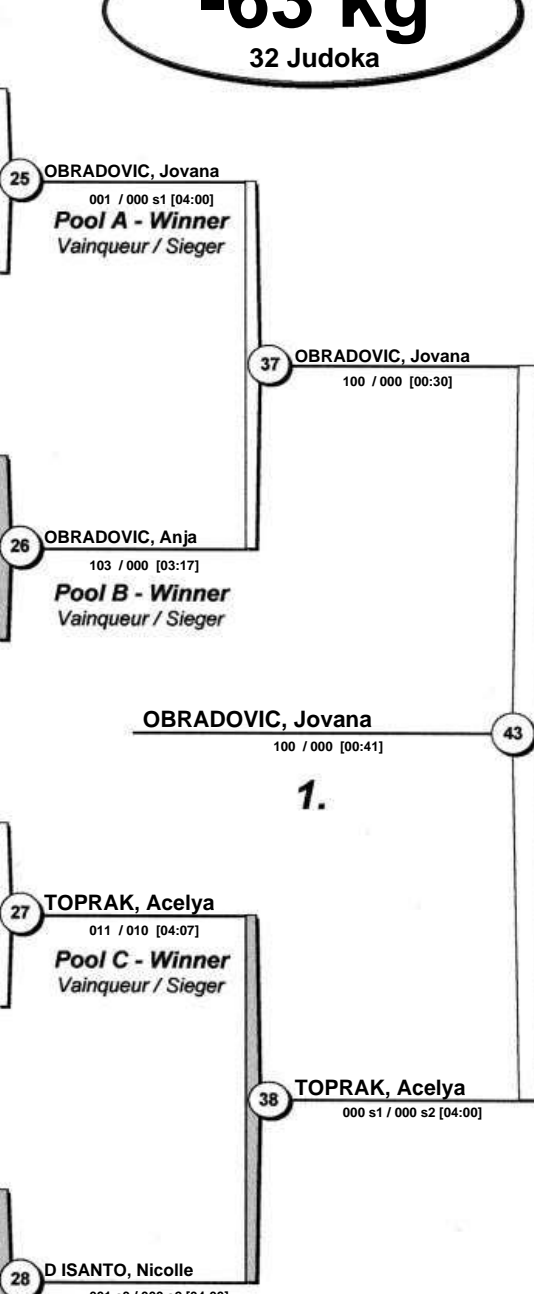 -63 kg
32 Judoka
25
OBRADOVIC, Jovana
001 / 000 s1 [04:00]
Pool A - Winner
Vainqueur / Sieger
37
OBRADOVIC, Jovana
100 / 000 [00:30]
26
OBRADOVIC, Anja
103 / 000 [03:17]
Pool B - Winner
Vainqueur / Sieger
OBRADOVIC, Jovana
43
100 / 000 [00:41]
1.
27
TOPRAK, Acelya
011 / 010 [04:07]
Pool C - Winner
Vainqueur / Sieger
38
TOPRAK, Acelya
000 s1 / 000 s2 [04:00]
28
D ISANTO, Nicolle